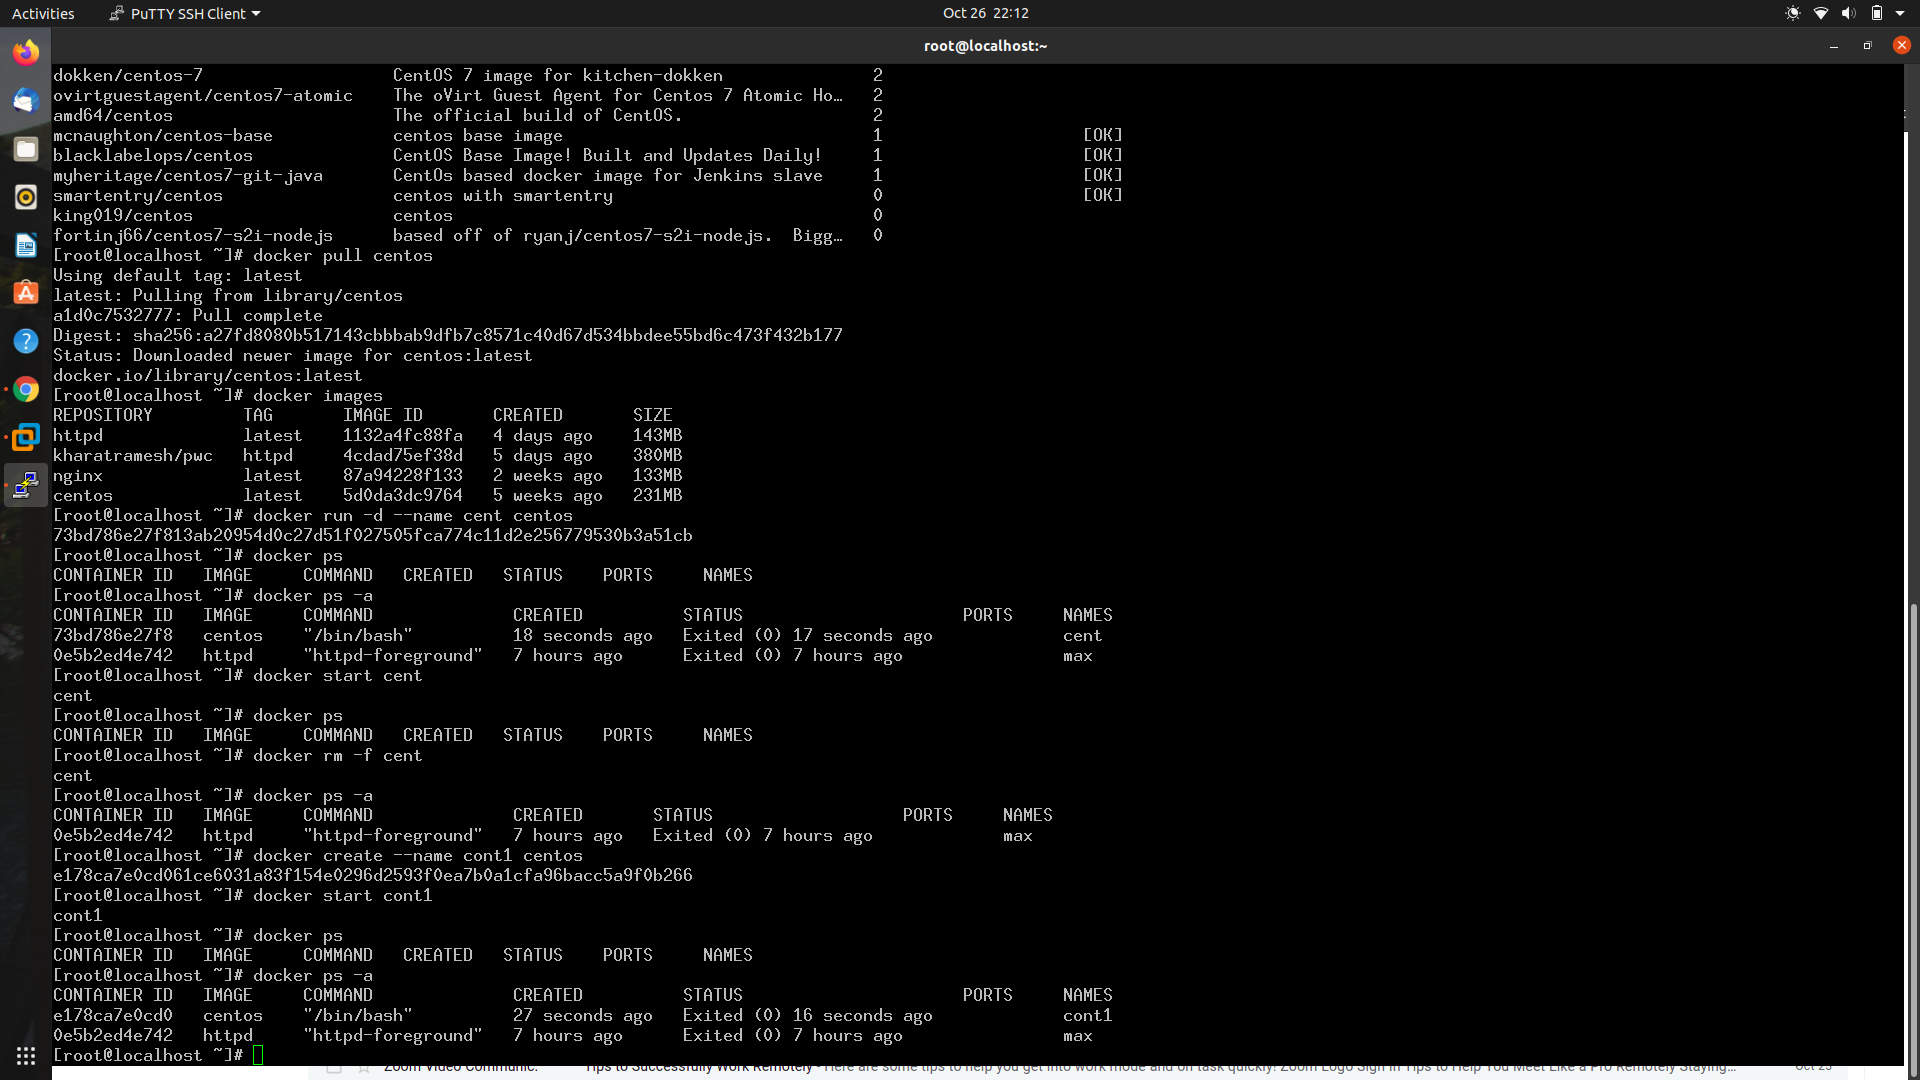 Activities PuTTY SSH Client Oct 26 22:12
root@localhost:~
dokken/centos-7 CentOS 7 image for kitchen-dokken 2
ovirtguestagent/centos7-atomic The oVirt Guest Agent for Centos 7 Atomic Ho… 2
amd64/centos The official build of CentOS. 2
mcnaughton/centos-base centos base image 1 [OK]
blacklabelops/centos CentOS Base Image! Built and Updates Daily! 1 [OK]
myheritage/centos7-git-java CentOs based docker image for Jenkins slave 1 [OK]
smartentry/centos centos with smartentry 0 [OK]
king019/centos centos 0
fortinj66/centos7-s2i-nodejs based off of ryanj/centos7-s2i-nodejs. Bigg… 0
[root@localhost ~]# docker pull centos
Using default tag: latest
latest: Pulling from library/centos
a1d0c7532777: Pull complete
Digest: sha256:a27fd8080b517143cbbbab9dfb7c8571c40d67d534bbdee55bd6c473f432b177
Status: Downloaded newer image for centos:latest
docker.io/library/centos:latest
[root@localhost ~]# docker images
REPOSITORY TAG IMAGE ID CREATED SIZE
httpd latest 1132a4fc88fa 4 days ago 143MB
kharatramesh/pwc httpd 4cdad75ef38d 5 days ago 380MB
nginx latest 87a94228f133 2 weeks ago 133MB
centos latest 5d0da3dc9764 5 weeks ago 231MB
[root@localhost ~]# docker run -d --name cent centos
73bd786e27f813ab20954d0c27d51f027505fca774c11d2e256779530b3a51cb
[root@localhost ~]# docker ps
CONTAINER ID IMAGE COMMAND CREATED STATUS PORTS NAMES
[root@localhost ~]# docker ps -a
CONTAINER ID IMAGE COMMAND CREATED STATUS PORTS NAMES
73bd786e27f8 centos "/bin/bash" 18 seconds ago Exited (0) 17 seconds ago cent
0e5b2ed4e742 httpd "httpd-foreground" 7 hours ago Exited (0) 7 hours ago max
[root@localhost ~]# docker start cent
cent
[root@localhost ~]# docker ps
CONTAINER ID IMAGE COMMAND CREATED STATUS PORTS NAMES
[root@localhost ~]# docker rm -f cent
cent
[root@localhost ~]# docker ps -a
CONTAINER ID IMAGE COMMAND CREATED STATUS PORTS NAMES
0e5b2ed4e742 httpd "httpd-foreground" 7 hours ago Exited (0) 7 hours ago max
[root@localhost ~]# docker create --name cont1 centos
e178ca7e0cd061ce6031a83f154e0296d2593f0ea7b0a1cfa96bacc5a9f0b266
[root@localhost ~]# docker start cont1
cont1
[root@localhost ~]# docker ps
CONTAINER ID IMAGE COMMAND CREATED STATUS PORTS NAMES
[root@localhost ~]# docker ps -a
CONTAINER ID IMAGE COMMAND CREATED STATUS PORTS NAMES
e178ca7e0cd0 centos "/bin/bash" 27 seconds ago Exited (0) 16 seconds ago cont1
0e5b2ed4e742 httpd "httpd-foreground" 7 hours ago Exited (0) 7 hours ago max
[root@localhost ~]#
Zoom Video Communic. Tips to Successfully Work Remotely - Here are some tips to help you get into work mode and on task quickly! Zoom Logo Sign In Tips to Help You Meet Like a Pro Remotely Staying... Oct 25